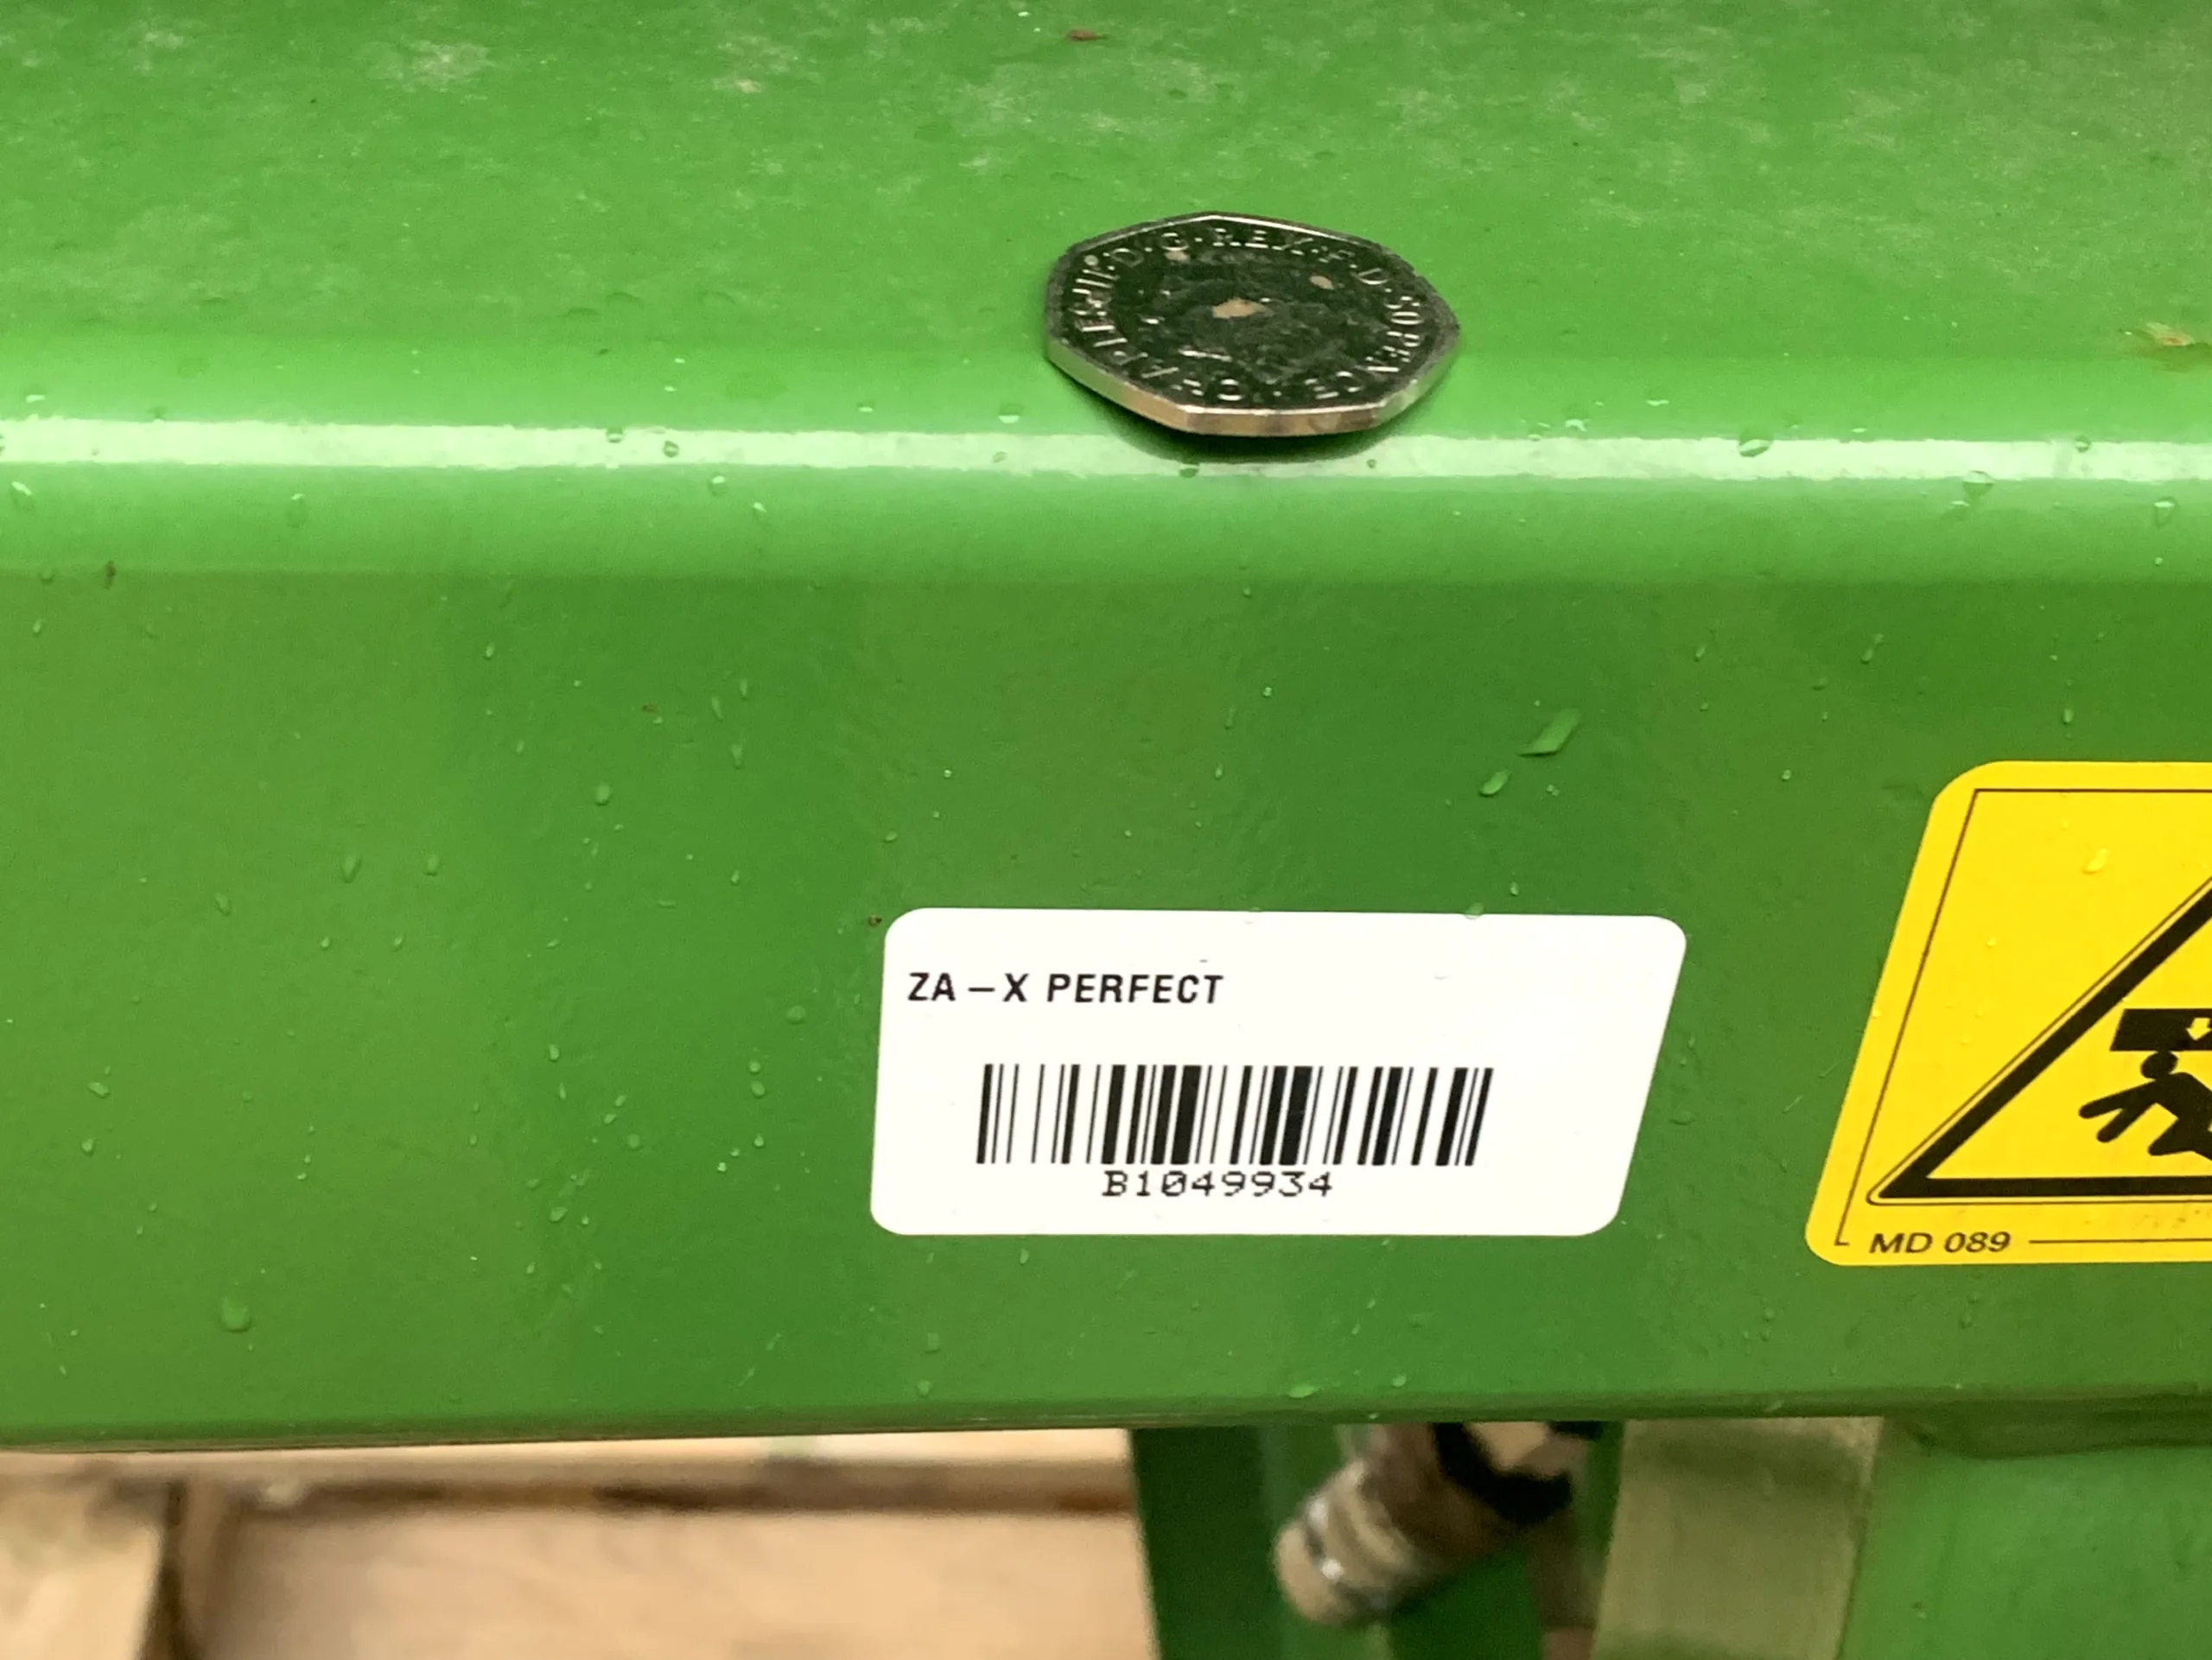 CHARLES III · D · G · REX · F · D · 50 PENCE
ZA-X PERFECT
B1049934
MD 089